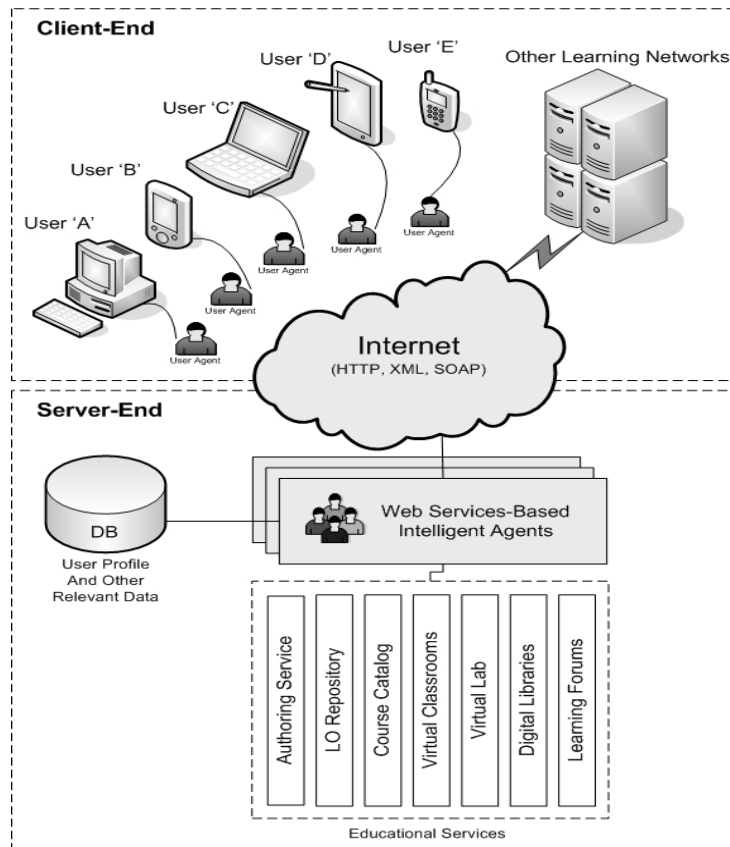 Client-End
User 'E'
User 'D'
Other Learning Networks
User 'C'
User 'B'
User 'A'
User Agent
User Agent
User Agent
User Agent
User Agent
Internet
(HTTP, XML, SOAP)
Server-End
DB
User Profile
And Other
Relevant Data
Web Services-Based
Intelligent Agents
Authoring Service
LO Repository
Course Catalog
Virtual Classrooms
Virtual Lab
Digital Libraries
Learning Forums
Educational Services